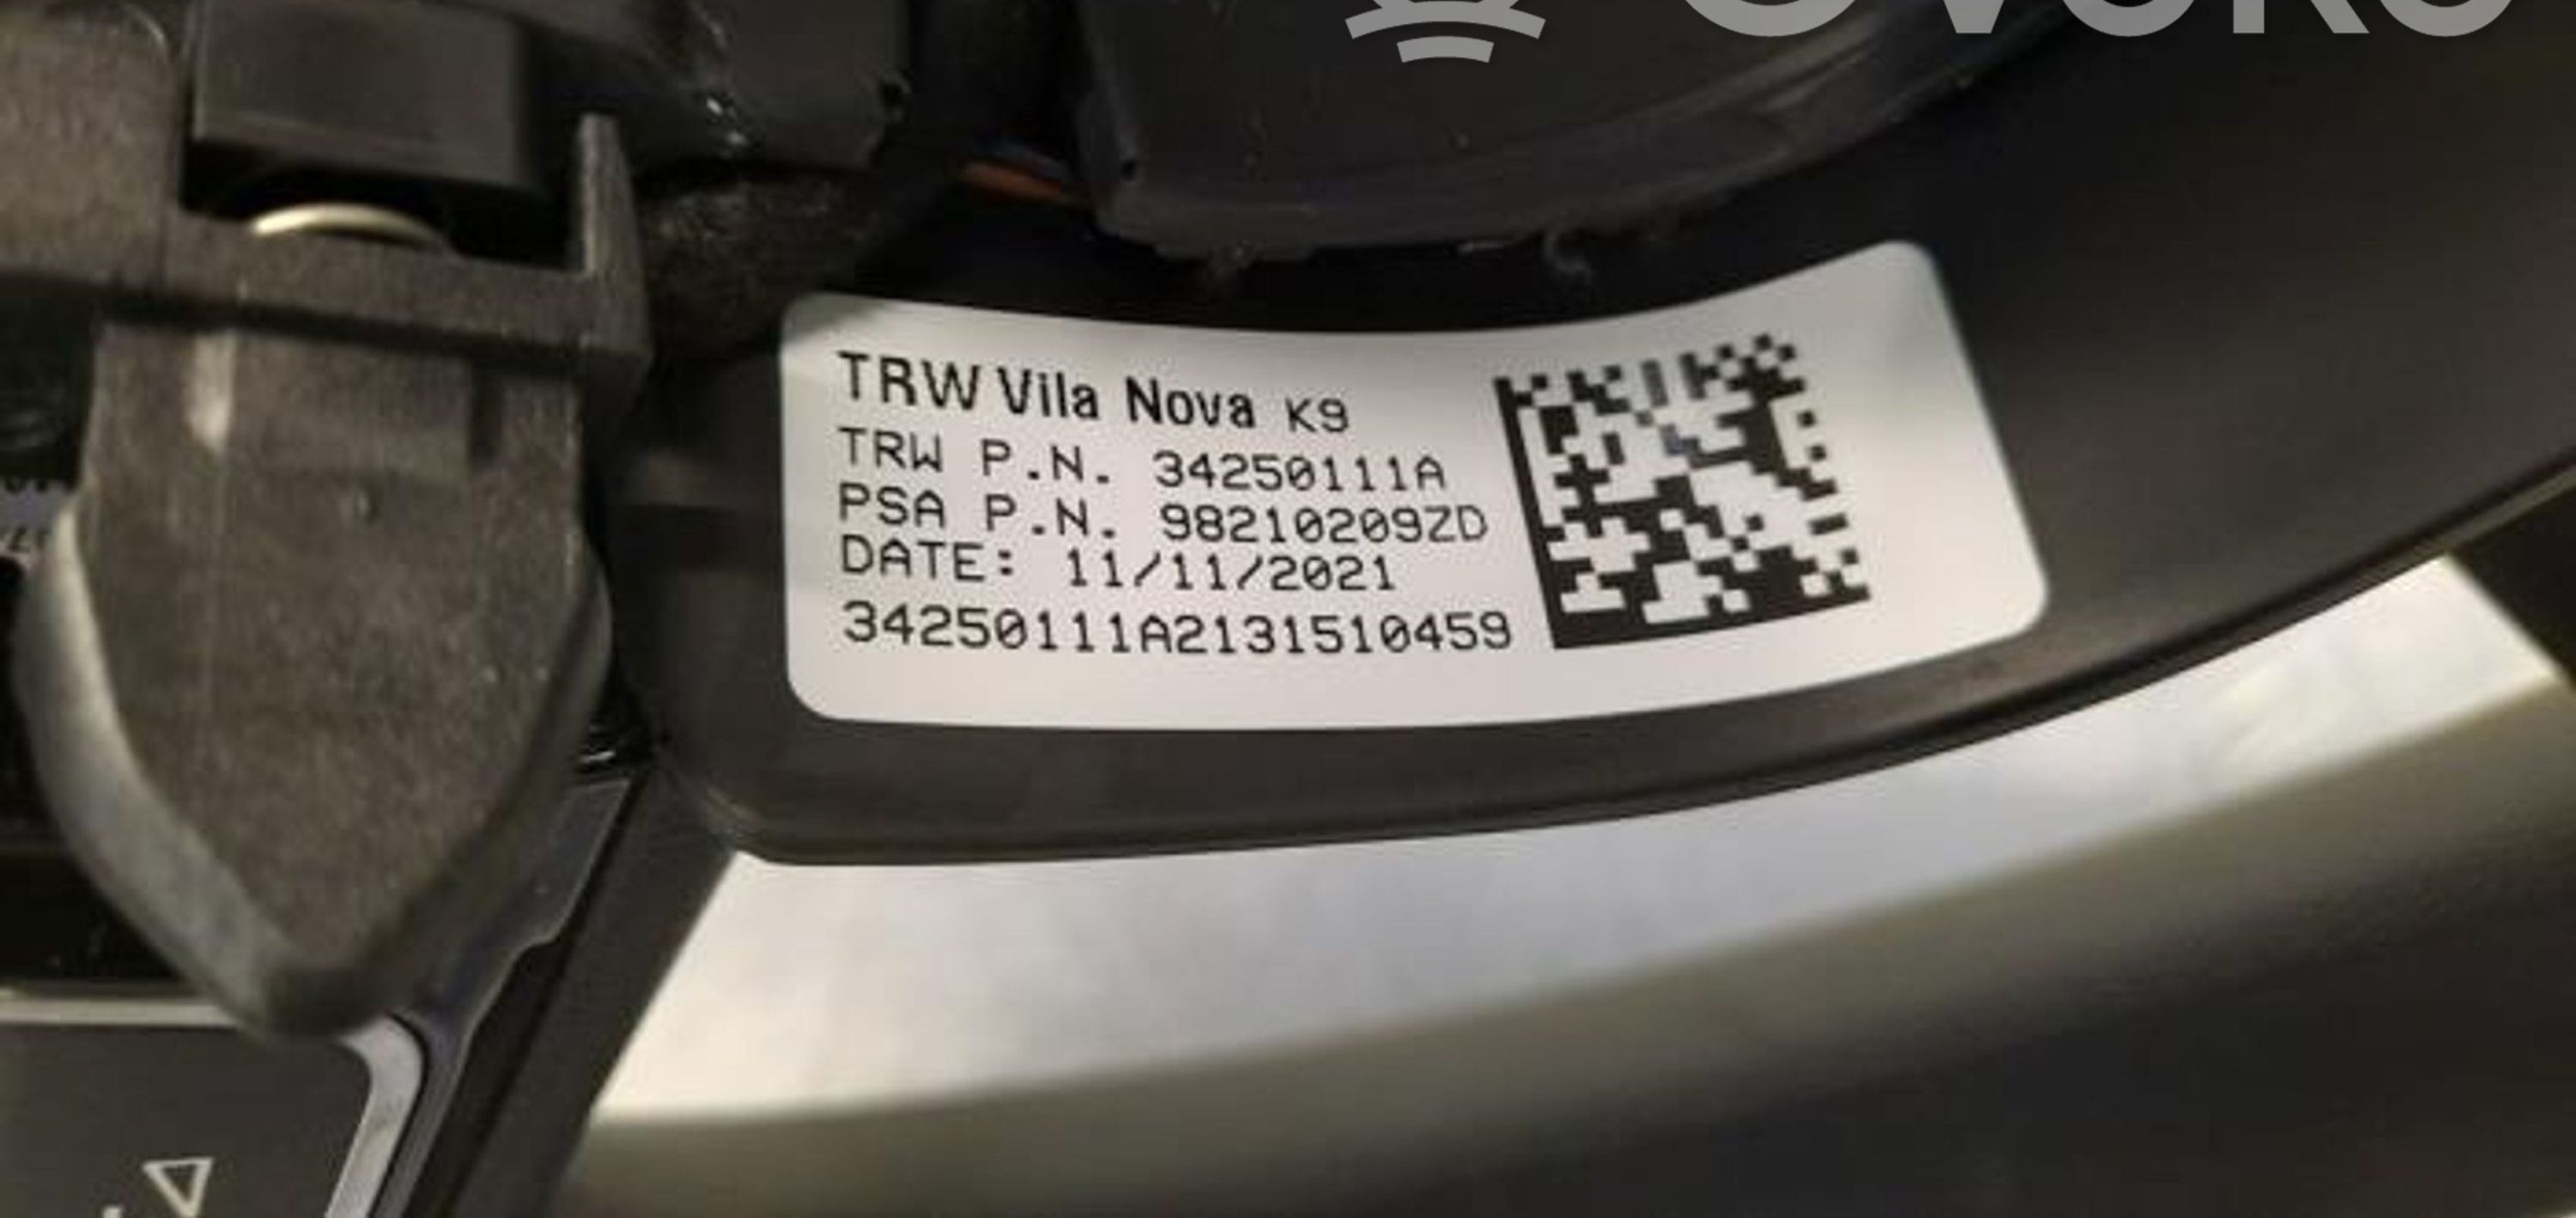 TRW Vila Nova K9
TRW P.N. 34250111A
PSA P.N. 98210209ZD
DATE: 11/11/2021
34250111A2131510459